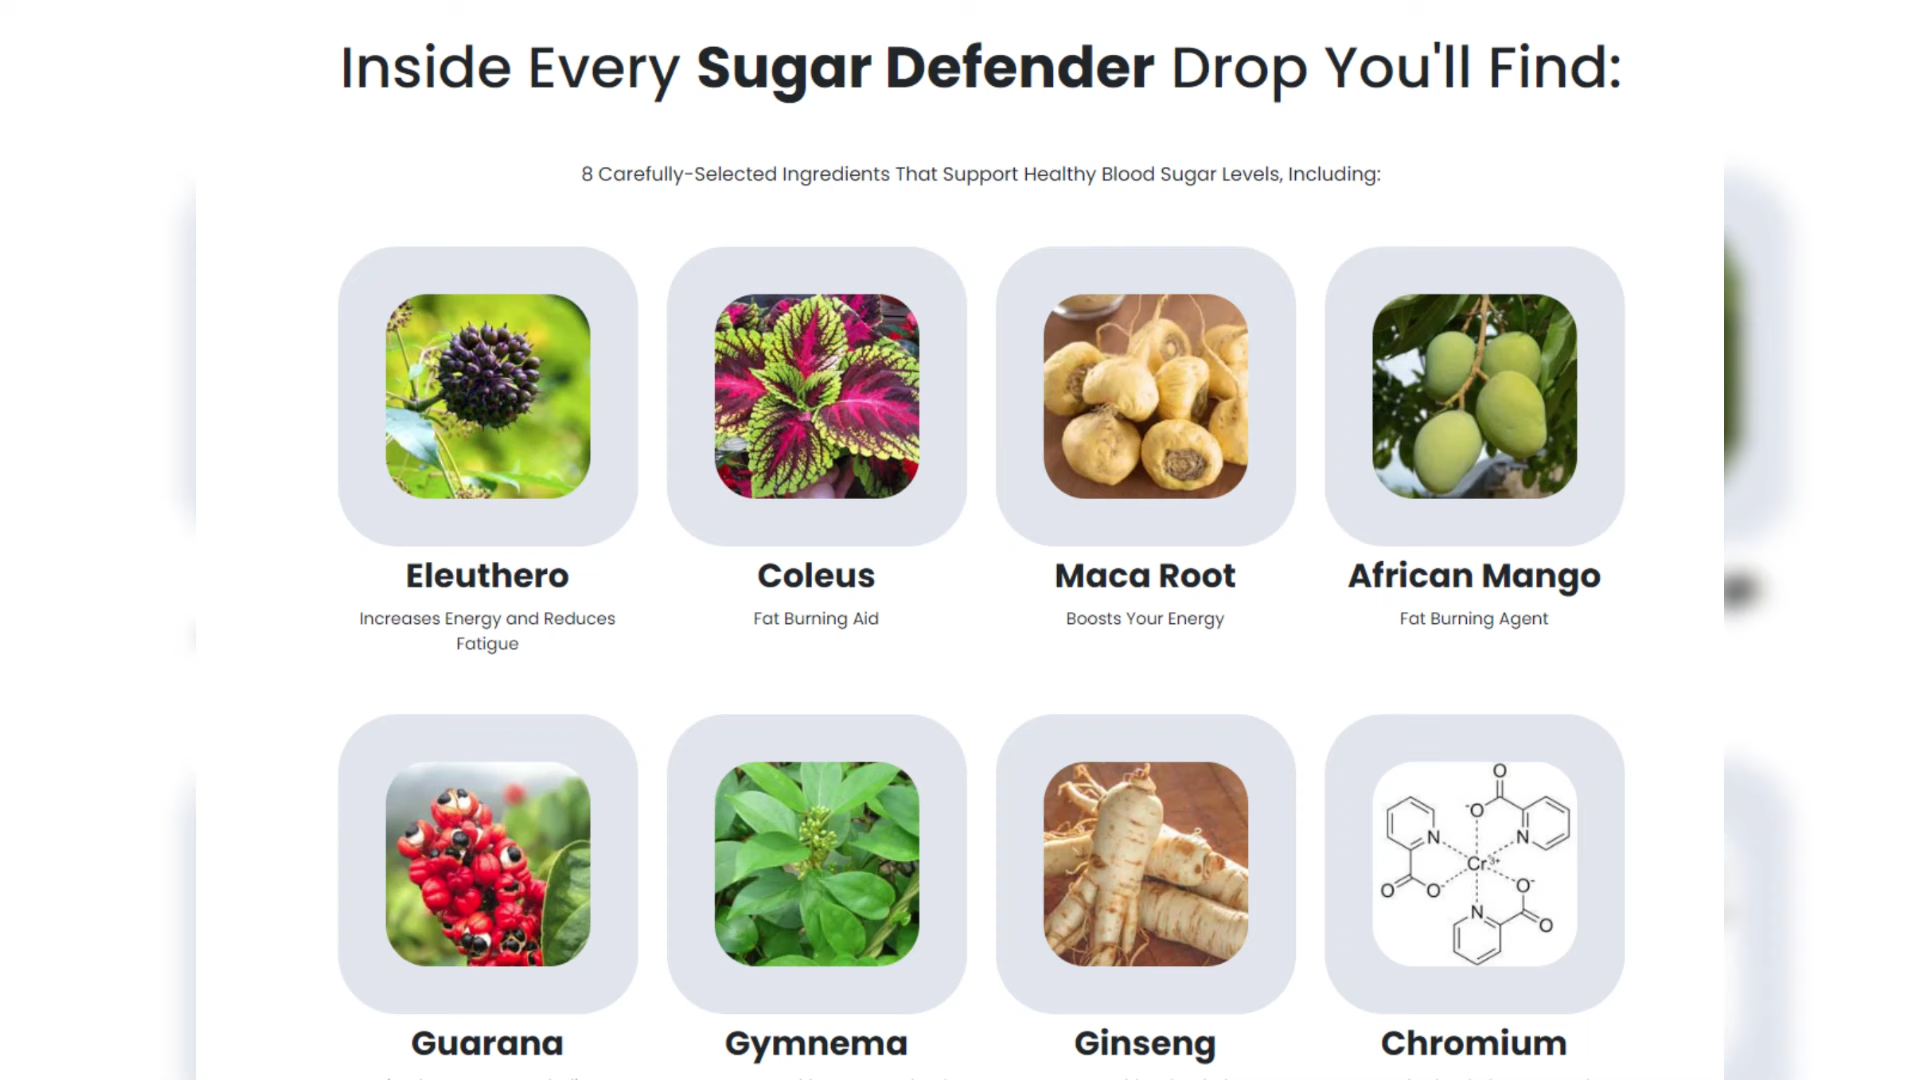 Inside Every Sugar Defender Drop You'll Find:
8 Carefully-Selected Ingredients That Support Healthy Blood Sugar Levels, Including:
Eleuthero
Increases Energy and Reduces
Fatigue
Coleus
Fat Burning Aid
Maca Root
Boosts Your Energy
African Mango
Fat Burning Agent
O
-O
N
N
Cr3+
O
O-
O-
N
O
Guarana
Gymnema
Ginseng
Chromium